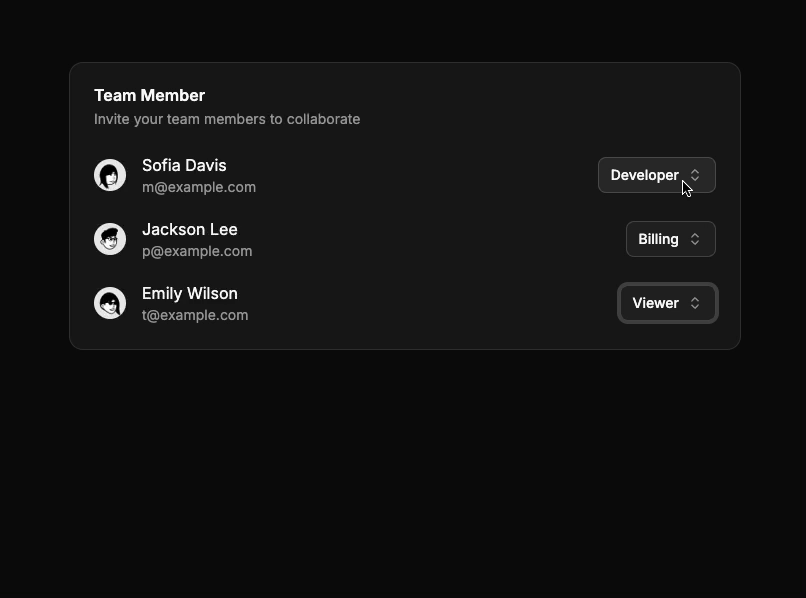 Team Member
Invite your team members to collaborate
Sofia Davis
m@example.com
Developer
Jackson Lee
p@example.com
Billing
Emily Wilson
t@example.com
Viewer